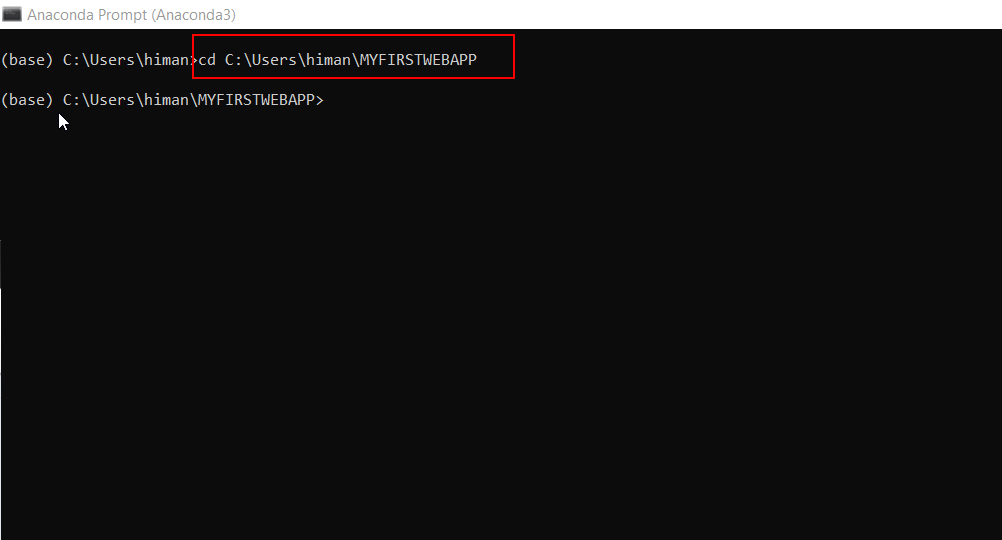 Anaconda Prompt (Anaconda3)
(base) C:\Users\himan>cd C:\Users\himan\MYFIRSTWEBAPP
(base) C:\Users\himan\MYFIRSTWEBAPP>